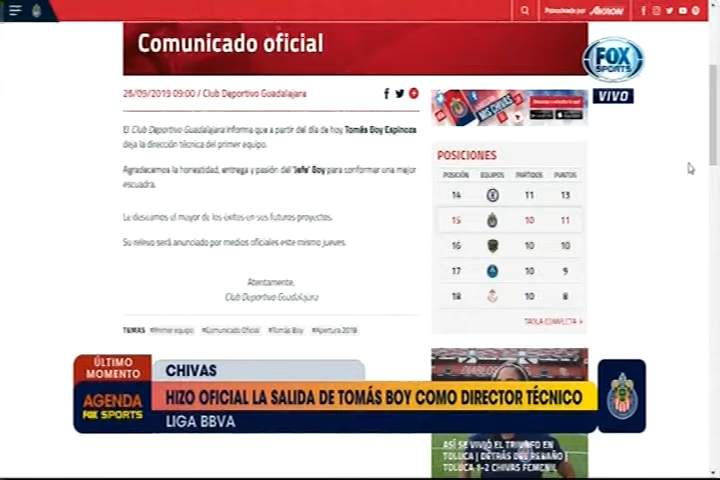 Patrocinado por AKRON
Comunicado oficial
FOX
SPORTS
VIVO
26/09/2019 09:00 / Club Deportivo Guadalajara
El Club Deportivo Guadalajara informa que a partir del día de hoy Tomás Boy Espinoza
deja la dirección técnica del primer equipo.
Agradecemos la honestidad, entrega y pasión del 'Jefe' Boy para conformar una mejor
escuadra.
Le deseamos el mayor de los éxitos en sus futuros proyectos.
Su relevo será anunciado por medios oficiales este mismo jueves.
Atentamente,
Club Deportivo Guadalajara
TEMAS #Primer equipo #Comunicado Oficial #Tomás Boy #Apertura 2019
MIS CHIVAS
POSICIONES
POSICIÓN EQUIPOS PARTIDOS PUNTOS
14 11 13
15 10 11
16 10 10
17 10 9
18 10 8
TABLA COMPLETA
ÚLTIMO
MOMENTO
CHIVAS
AGENDA
FOX SPORTS
HIZO OFICIAL LA SALIDA DE TOMÁS BOY COMO DIRECTOR TÉCNICO
LIGA BBVA
ASÍ SE VIVIÓ EL TRIUNFO EN
TOLUCA | DETRÁS DEL REBAÑO |
TOLUCA 1-2 CHIVAS FEMENIL